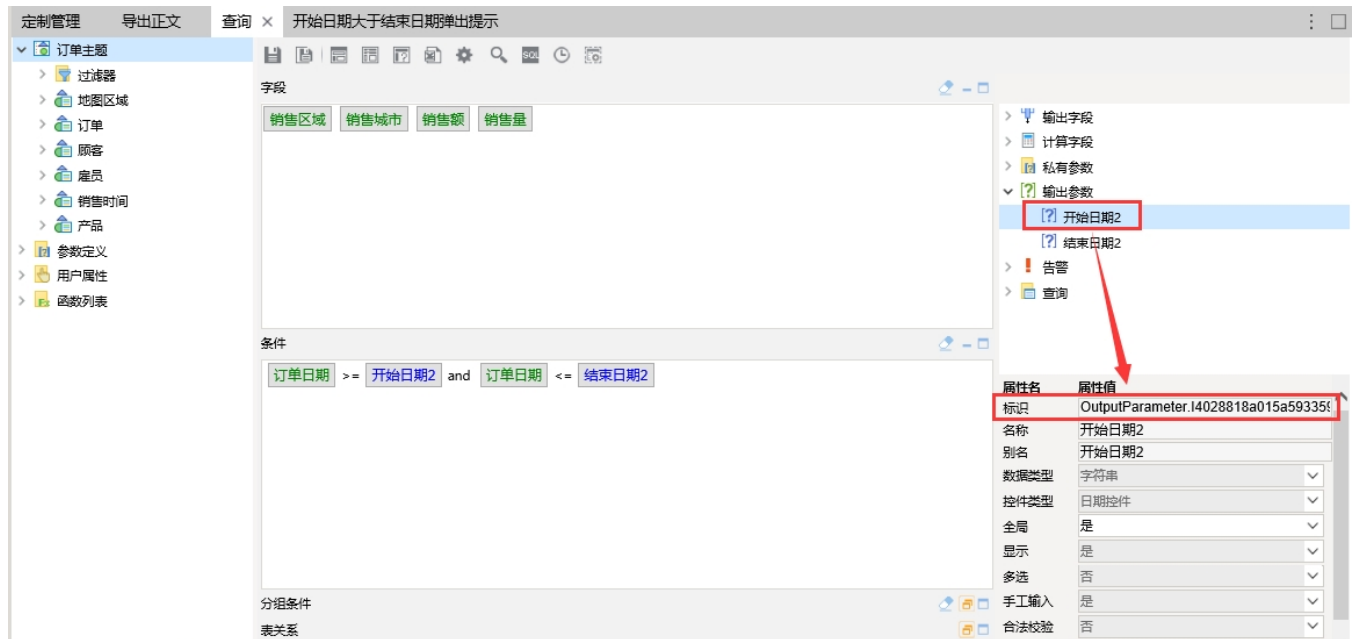 定制管理 导出正文 查询 × 开始日期大于结束日期弹出提示
订单主题
过滤器
地图区域
订单
顾客
雇员
销售时间
产品
参数定义
用户属性
函数列表
字段
销售区域 销售城市 销售额 销售量
条件
订单日期 >= 开始日期2 and 订单日期 <= 结束日期2
分组条件
表关系
输出字段
计算字段
私有参数
输出参数
开始日期2
结束日期2
告警
查询
属性名 属性值
标识 OutputParameter.I4028818a015a593359
名称 开始日期2
别名 开始日期2
数据类型 字符串
控件类型 日期控件
全局 是
显示 是
多选 否
手工输入 是
合法校验 否